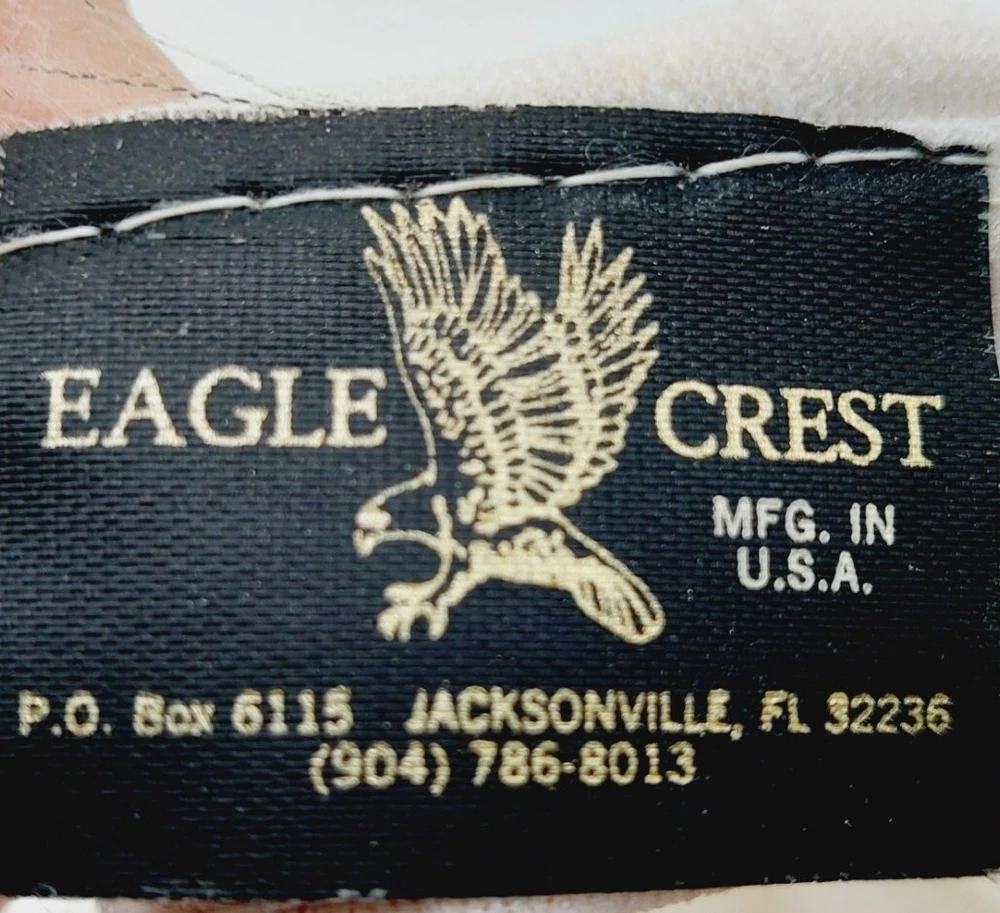 EAGLE CREST
MFG. IN
U.S.A.
P.O. Box 6115 JACKSONVILLE, FL 32236
(904) 786-8013